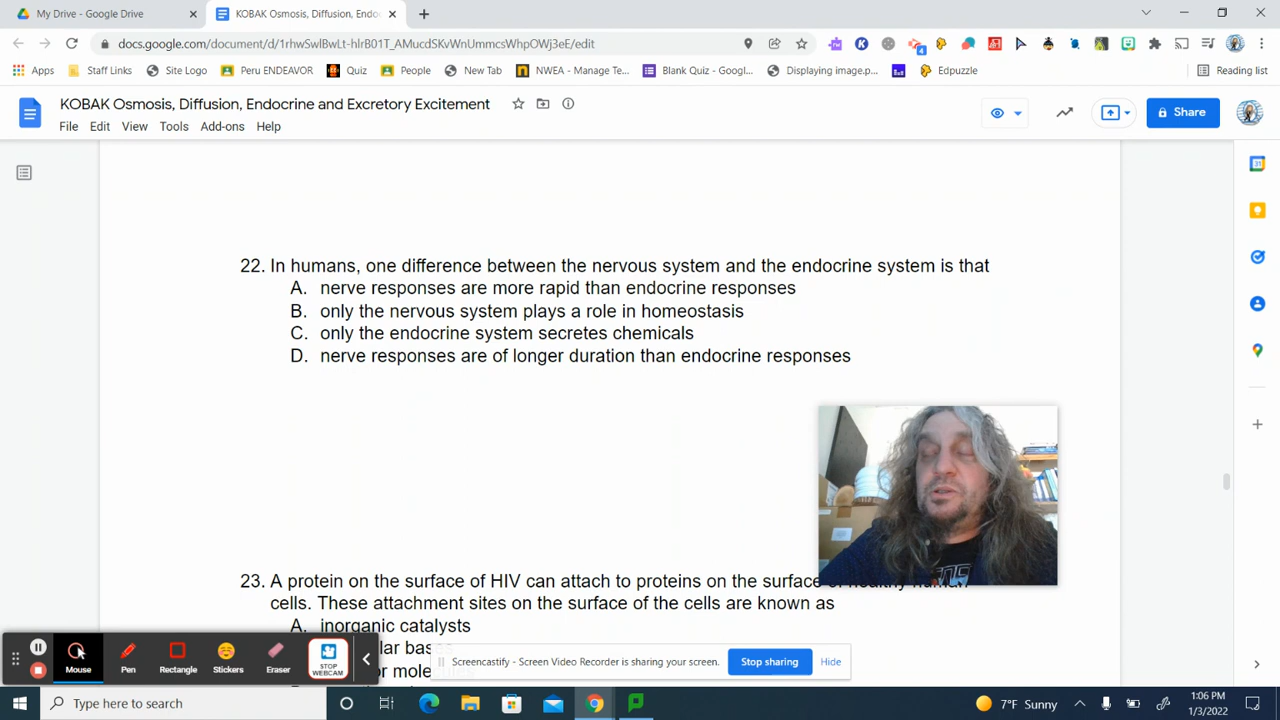 My Drive - Google Drive
KOBAK Osmosis, Diffusion, Endoc
docs.google.com/document/d/1rhwSwlBwLt-hlrB01T_AMucdSKvWnUmmcsWhpOWj3eE/edit
Apps Staff Links Site Logo Peru ENDEAVOR Quiz People New Tab NWEA - Manage Te... Blank Quiz - Googl... Displaying image.p... Edpuzzle Reading list
KOBAK Osmosis, Diffusion, Endocrine and Excretory Excitement
File Edit View Tools Add-ons Help
Share
22. In humans, one difference between the nervous system and the endocrine system is that
A. nerve responses are more rapid than endocrine responses
B. only the nervous system plays a role in homeostasis
C. only the endocrine system secretes chemicals
D. nerve responses are of longer duration than endocrine responses
23. A protein on the surface of HIV can attach to proteins on the surface of healthy human
cells. These attachment sites on the surface of the cells are known as
A. inorganic catalysts
Mouse Pen Rectangle Stickers Eraser STOP WEBCAM
Screencastify - Screen Video Recorder is sharing your screen. Stop sharing Hide
Type here to search
7°F Sunny
1:06 PM
1/3/2022